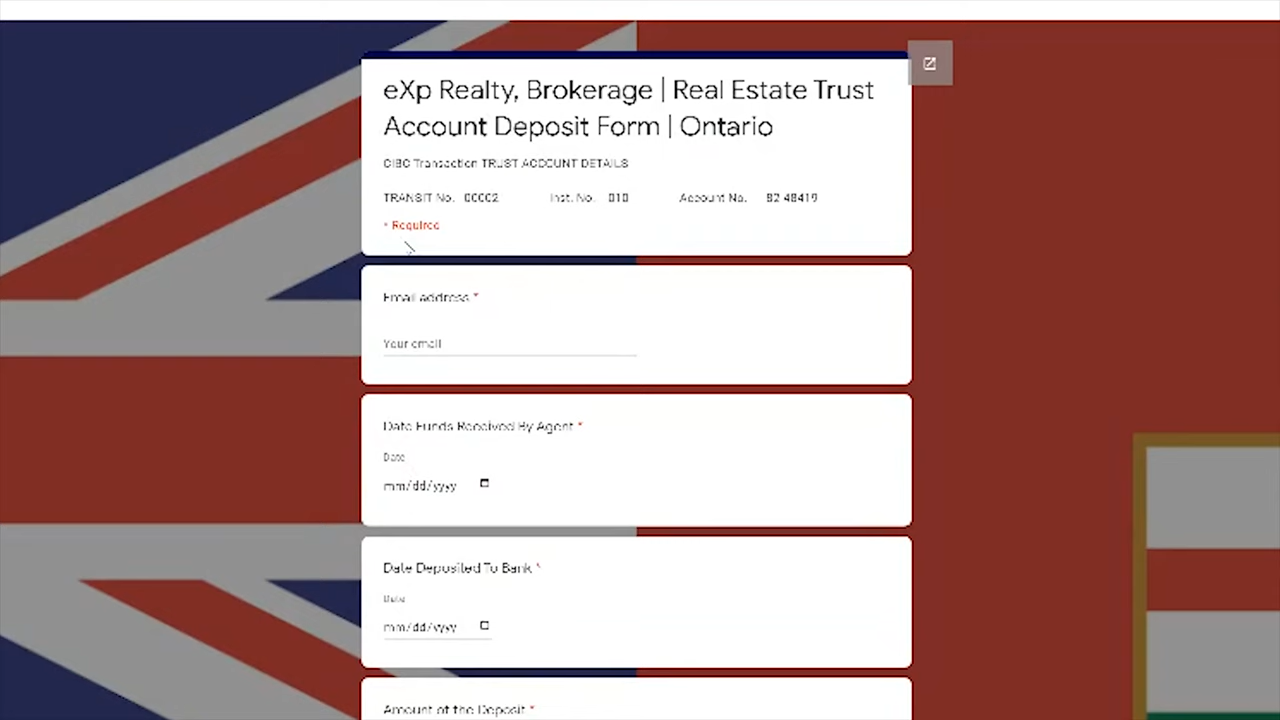 eXp Realty, Brokerage | Real Estate Trust
Account Deposit Form | Ontario
CIBC Transaction TRUST ACCOUNT DETAILS
TRANSIT No. 00002 Inst. No. 010 Account No. 82 48419
* Required
Email address *
Your email
Date Funds Received By Agent *
Date
mm/dd/yyyy
Date Deposited To Bank *
Date
mm/dd/yyyy
Amount of the Deposit *